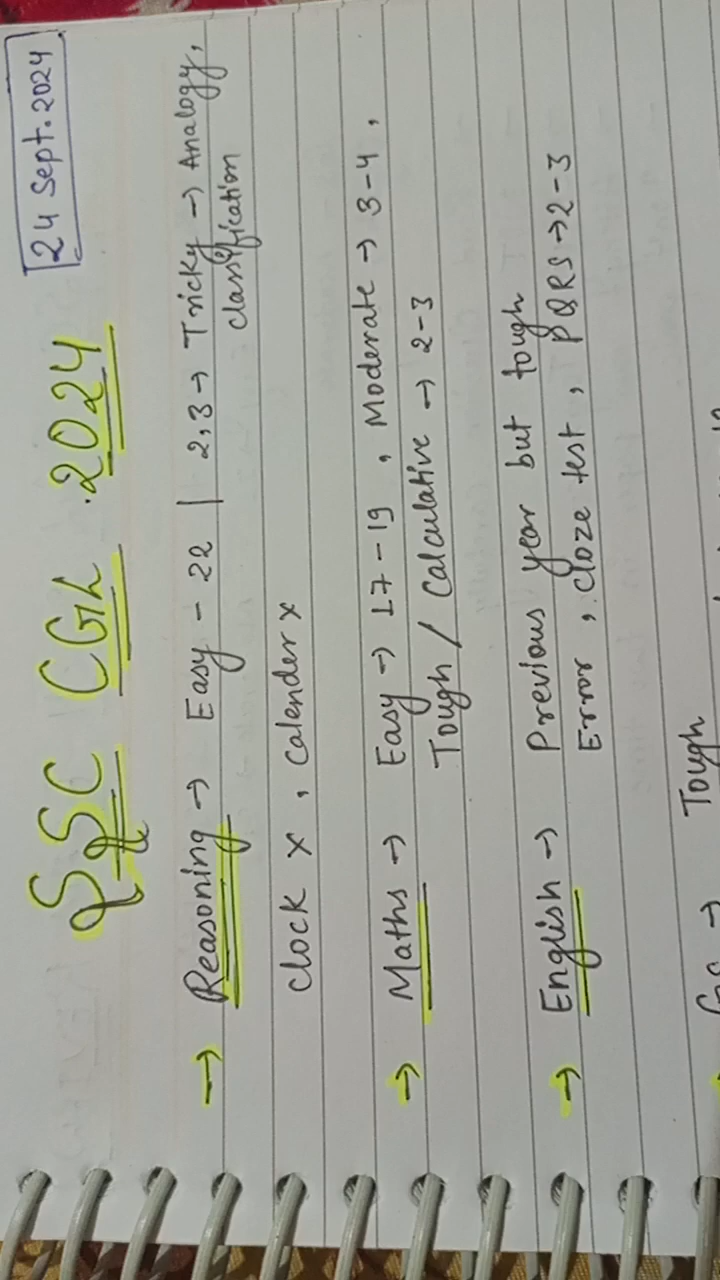 24 Sept. 2024
SSC CGL 2024
→ Reasoning → Easy - 22 | 2,3 → Tricky → Analogy,
classification
clock x, calender x
→ Maths → Easy → 17-19, Moderate → 3-4,
Tough / Calculative → 2-3
→ English → Previous year but tough
Error, cloze test, PQRS → 2-3
→ Tough